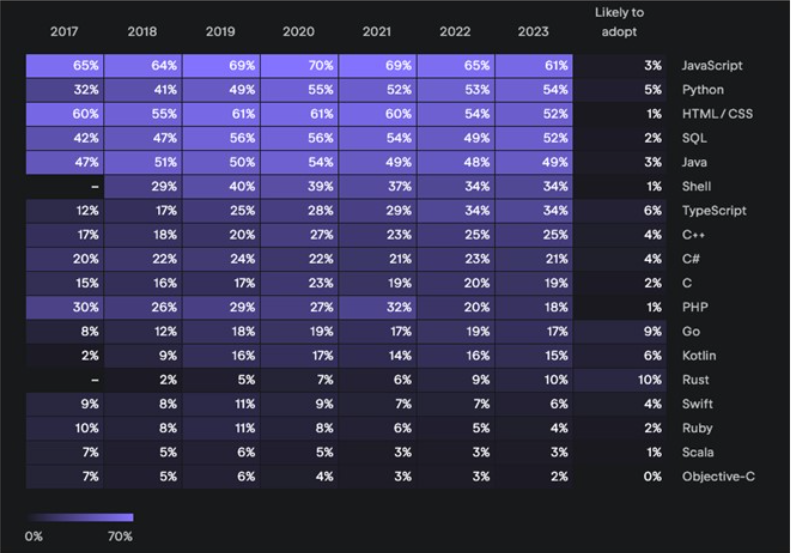 Likely to
2017 2018 2019 2020 2021 2022 2023 adopt
65% 64% 69% 70% 69% 65% 61% 3% JavaScript
32% 41% 49% 55% 52% 53% 54% 5% Python
60% 55% 61% 61% 60% 54% 52% 1% HTML / CSS
42% 47% 56% 56% 54% 49% 52% 2% SQL
47% 51% 50% 54% 49% 48% 49% 3% Java
– 29% 40% 39% 37% 34% 34% 1% Shell
12% 17% 25% 28% 29% 34% 34% 6% TypeScript
17% 18% 20% 27% 23% 25% 25% 4% C++
20% 22% 24% 22% 21% 23% 21% 4% C#
15% 16% 17% 23% 19% 20% 19% 2% C
30% 26% 29% 27% 32% 20% 18% 1% PHP
8% 12% 18% 19% 17% 19% 17% 9% Go
2% 9% 16% 17% 14% 16% 15% 6% Kotlin
– 2% 5% 7% 6% 9% 10% 10% Rust
9% 8% 11% 9% 7% 7% 6% 4% Swift
10% 8% 11% 8% 6% 5% 4% 2% Ruby
7% 5% 6% 5% 3% 3% 3% 1% Scala
7% 5% 6% 4% 3% 3% 2% 0% Objective-C
0% 70%